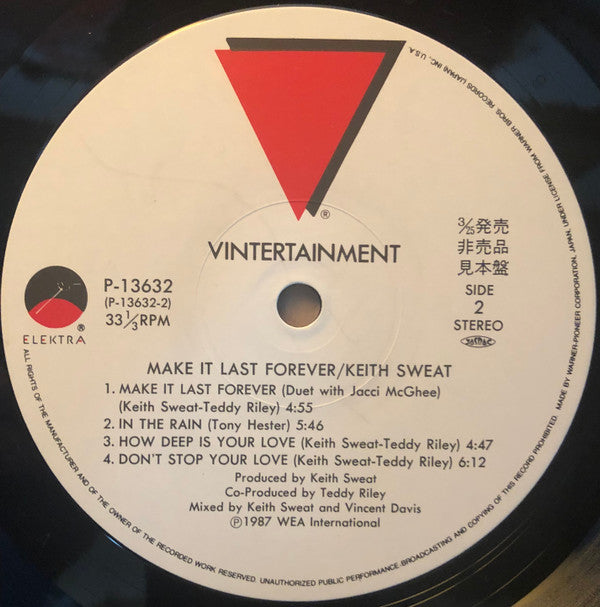 ®
VINTERTAINMENT
P-13632
(P-13632-2)
33 1/3 RPM
®
ELEKTRA
3/25発売
非売品
見本盤
SIDE
2
STEREO
MAKE IT LAST FOREVER/KEITH SWEAT
1. MAKE IT LAST FOREVER (Duet with Jacci McGhee)
(Keith Sweat-Teddy Riley) 4:55
2. IN THE RAIN (Tony Hester) 5:46
3. HOW DEEP IS YOUR LOVE (Keith Sweat-Teddy Riley) 4:47
4. DON'T STOP YOUR LOVE (Keith Sweat-Teddy Riley) 6:12
Produced by Keith Sweat
Co-Produced by Teddy Riley
Mixed by Keith Sweat and Vincent Davis
Ⓟ1987 WEA International
ALL RIGHTS OF THE MANUFACTURER AND OF THE OWNER OF THE RECORDED WORK RESERVED. UNAUTHORIZED PUBLIC PERFORMANCE·BROADCASTING AND COPYING OF THIS RECORD PROHIBITED. MADE BY WARNER-PIONEER CORPORATION, JAPAN, UNDER LICENSE FROM WARNER BROS. RECORDS (JAPAN) INC., U.S.A.